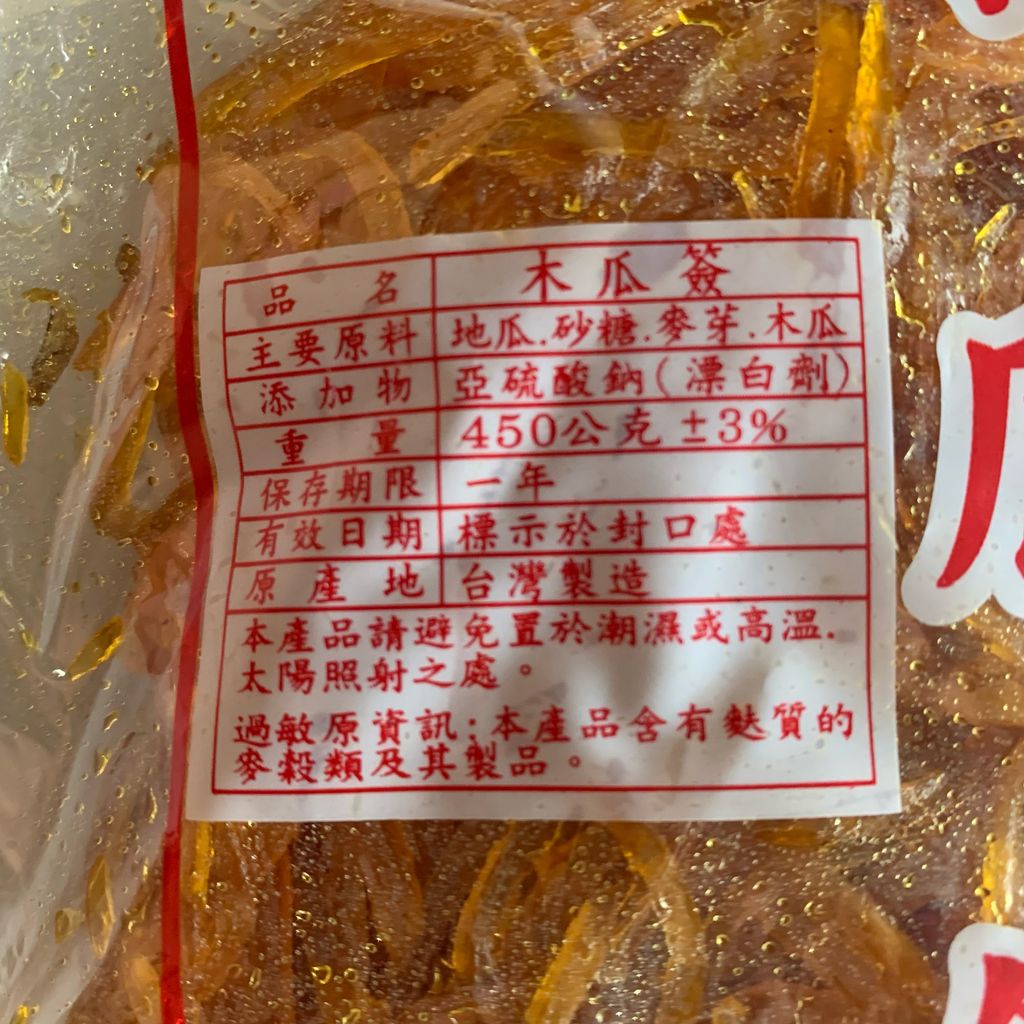 品名 木瓜簽
主要原料 地瓜.砂糖.麥芽.木瓜
添加物 亞硫酸鈉(漂白劑)
重量 450公克±3%
保存期限 一年
有效日期 標示於封口處
原產地 台灣製造
本產品請避免置於潮濕或高溫.
太陽照射之處。
過敏原資訊:本產品含有麩質的
麥穀類及其製品。